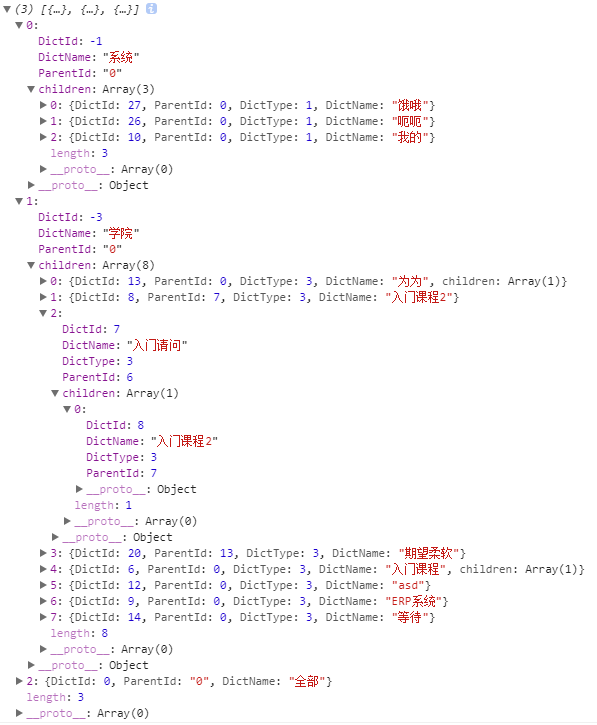 (3) [{…}, {…}, {…}] i
0:
DictId: -1
DictName: "系统"
ParentId: "0"
children: Array(3)
0: {DictId: 27, ParentId: 0, DictType: 1, DictName: "饿哦"}
1: {DictId: 26, ParentId: 0, DictType: 1, DictName: "呃呃"}
2: {DictId: 10, ParentId: 0, DictType: 1, DictName: "我的"}
length: 3
__proto__: Array(0)
__proto__: Object
1:
DictId: -3
DictName: "学院"
ParentId: "0"
children: Array(8)
0: {DictId: 13, ParentId: 0, DictType: 3, DictName: "为为", children: Array(1)}
1: {DictId: 8, ParentId: 7, DictType: 3, DictName: "入门课程2"}
2:
DictId: 7
DictName: "入门请问"
DictType: 3
ParentId: 6
children: Array(1)
0:
DictId: 8
DictName: "入门课程2"
DictType: 3
ParentId: 7
__proto__: Object
length: 1
__proto__: Array(0)
__proto__: Object
3: {DictId: 20, ParentId: 13, DictType: 3, DictName: "期望柔软"}
4: {DictId: 6, ParentId: 0, DictType: 3, DictName: "入门课程", children: Array(1)}
5: {DictId: 12, ParentId: 0, DictType: 3, DictName: "asd"}
6: {DictId: 9, ParentId: 0, DictType: 3, DictName: "ERP系统"}
7: {DictId: 14, ParentId: 0, DictType: 3, DictName: "等待"}
length: 8
__proto__: Array(0)
__proto__: Object
2: {DictId: 0, ParentId: "0", DictName: "全部"}
length: 3
__proto__: Array(0)